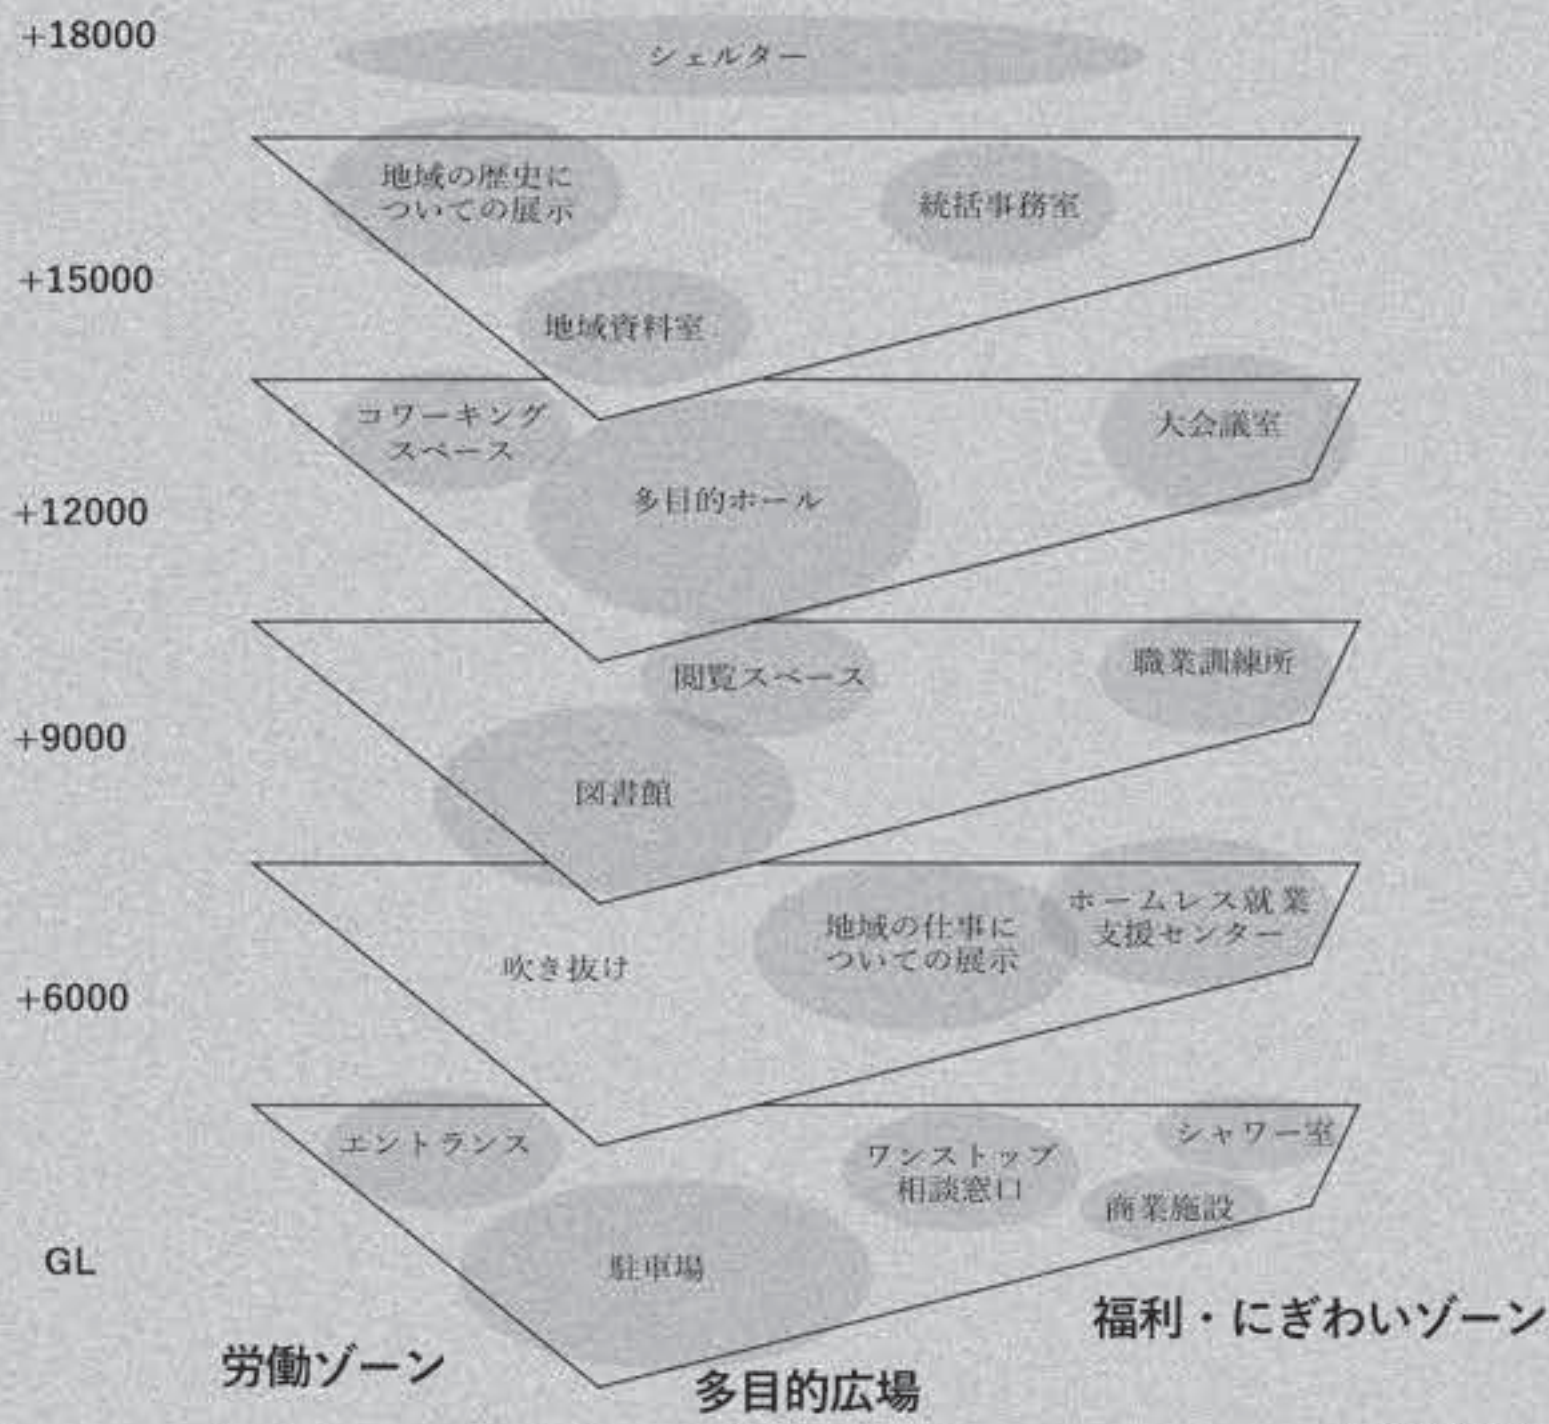 +18000
シェルター
地域の歴史に
ついての展示
統括事務室
+15000
地域資料室
コワーキング
スペース
大会議室
多目的ホール
+12000
閲覧スペース
職業訓練所
+9000
図書館
ホームレス就業
支援センター
地域の仕事に
ついての展示
吹き抜け
+6000
エントランス
シャワー室
ワンストップ
相談窓口
商業施設
GL
駐車場
福利・にぎわいゾーン
労働ゾーン
多目的広場